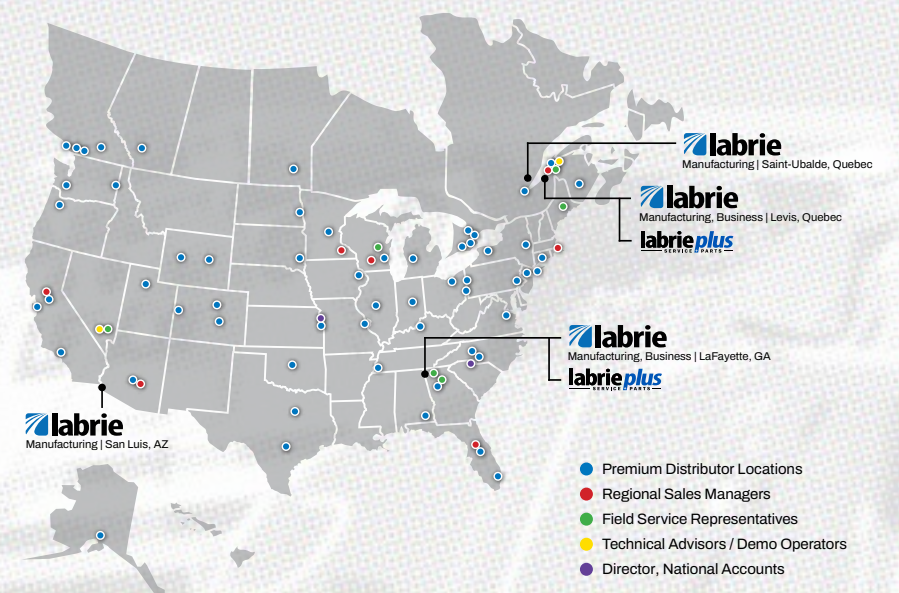 labrie
Manufacturing | Saint-Ubalde, Quebec
labrie
Manufacturing, Business | Levis, Quebec
labrieplus
SERVICE & PARTS
labrie
Manufacturing, Business | LaFayette, GA
labrieplus
SERVICE & PARTS
labrie
Manufacturing | San Luis, AZ
Premium Distributor Locations
Regional Sales Managers
Field Service Representatives
Technical Advisors / Demo Operators
Director, National Accounts